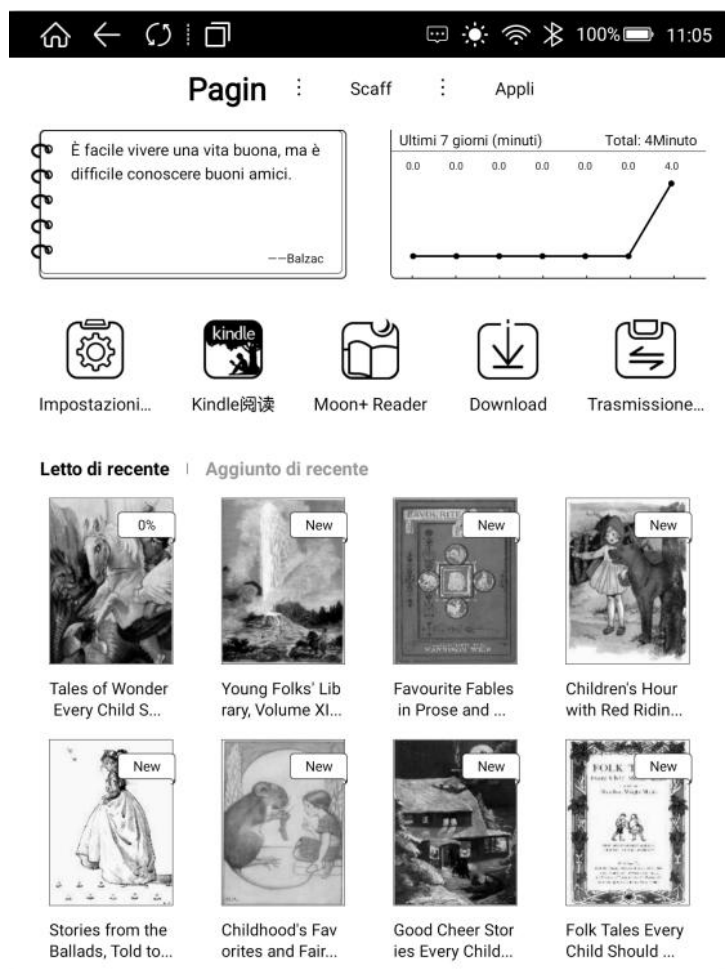 100% 11:05
Pagin Scaff Appli
È facile vivere una vita buona, ma è
difficile conoscere buoni amici.
——Balzac
Ultimi 7 giorni (minuti) Total: 4Minuto
0.0 0.0 0.0 0.0 0.0 0.0 4.0
kindle
Impostazioni... Kindle阅读 Moon+ Reader Download Trasmissione...
Letto di recente | Aggiunto di recente
0% New New New
FAVOURITE
Tales of Wonder
Every Child S...
Young Folks' Lib
rary, Volume XI...
Favourite Fables
in Prose and ...
Children's Hour
with Red Ridin...
New New New New
FOLK
Stories from the
Ballads, Told to...
Childhood's Fav
orites and Fair...
Good Cheer Stor
ies Every Child...
Folk Tales Every
Child Should ...